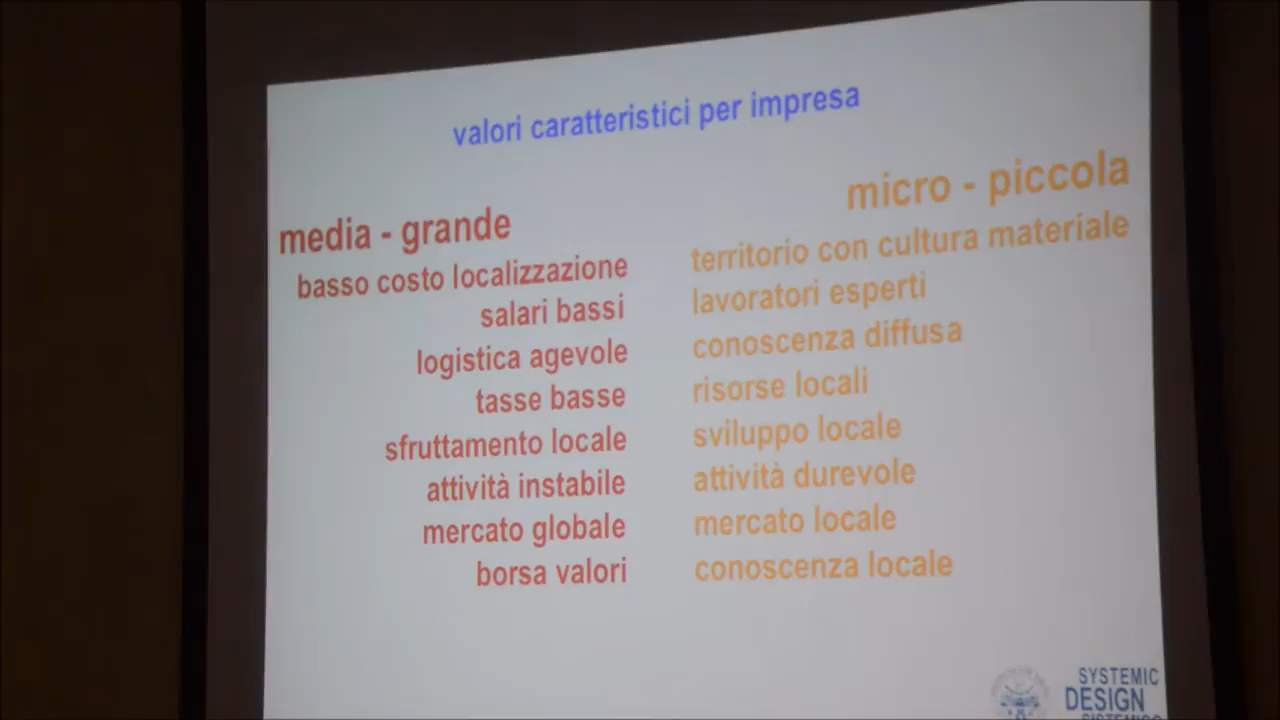 valori caratteristici per impresa
media - grande
basso costo localizzazione
salari bassi
logistica agevole
tasse basse
sfruttamento locale
attività instabile
mercato globale
borsa valori
micro - piccola
territorio con cultura materiale
lavoratori esperti
conoscenza diffusa
risorse locali
sviluppo locale
attività durevole
mercato locale
conoscenza locale
SYSTEMIC
DESIGN
SISTEMICO